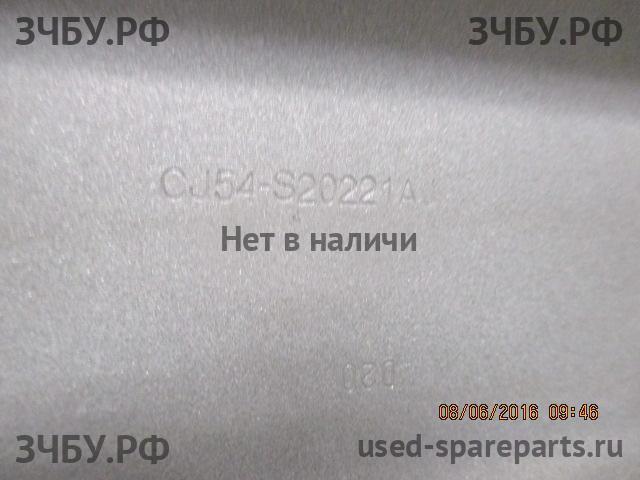 ЗЧБУ.РФ ЗЧБУ.РФ
CJ54-S20221A
Нет в наличи
08/06/2016 09:46
ЗЧБУ.РФ used-spareparts.ru